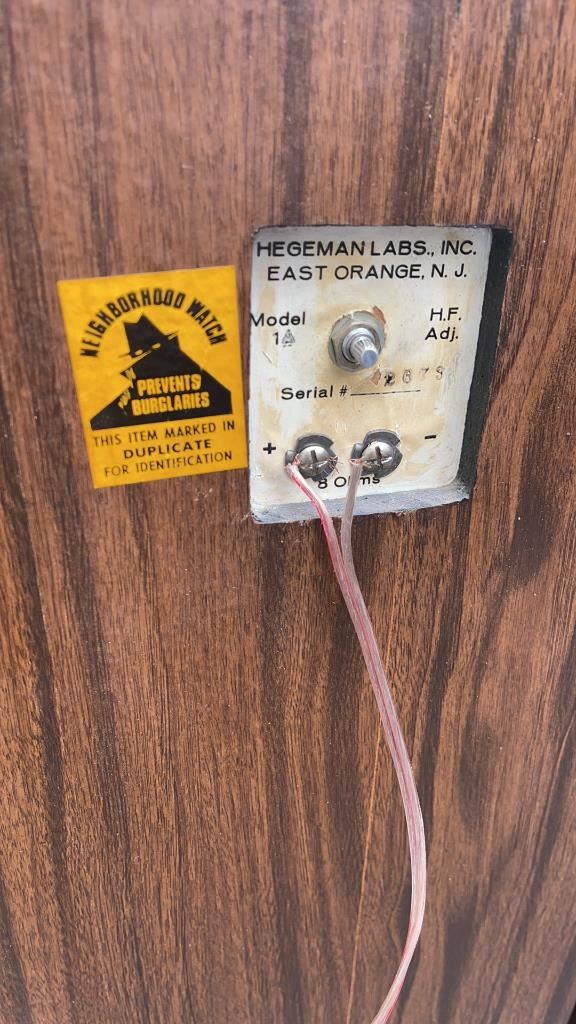 NEIGHBORHOOD WATCH
PREVENTS
BURGLARIES
THIS ITEM MARKED IN
DUPLICATE
FOR IDENTIFICATION
HEGEMAN LABS., INC.
EAST ORANGE, N. J.
Model
1A
H.F.
Adj.
Serial #
+
-
8 Ohms